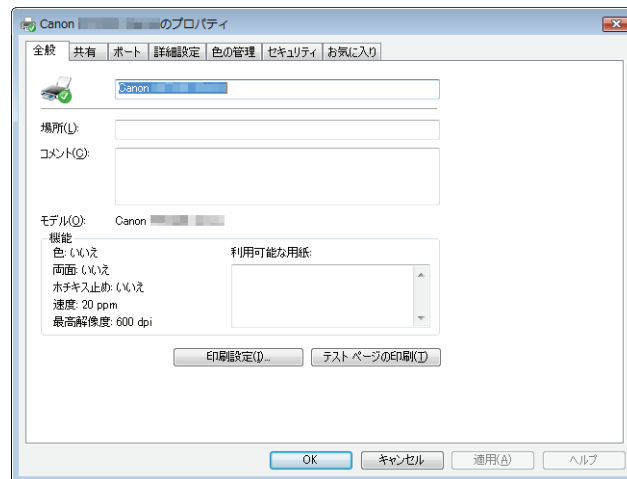 Canon のプロパティ
全般 共有 ポート 詳細設定 色の管理 セキュリティ お気に入り
Canon
場所(L):
コメント(C):
モデル(O): Canon
機能
色: いいえ 利用可能な用紙:
両面: いいえ
ホチキス止め: いいえ
速度: 20 ppm
最高解像度: 600 dpi
印刷設定(I)... テスト ページの印刷(T)
OK キャンセル 適用(A) ヘルプ